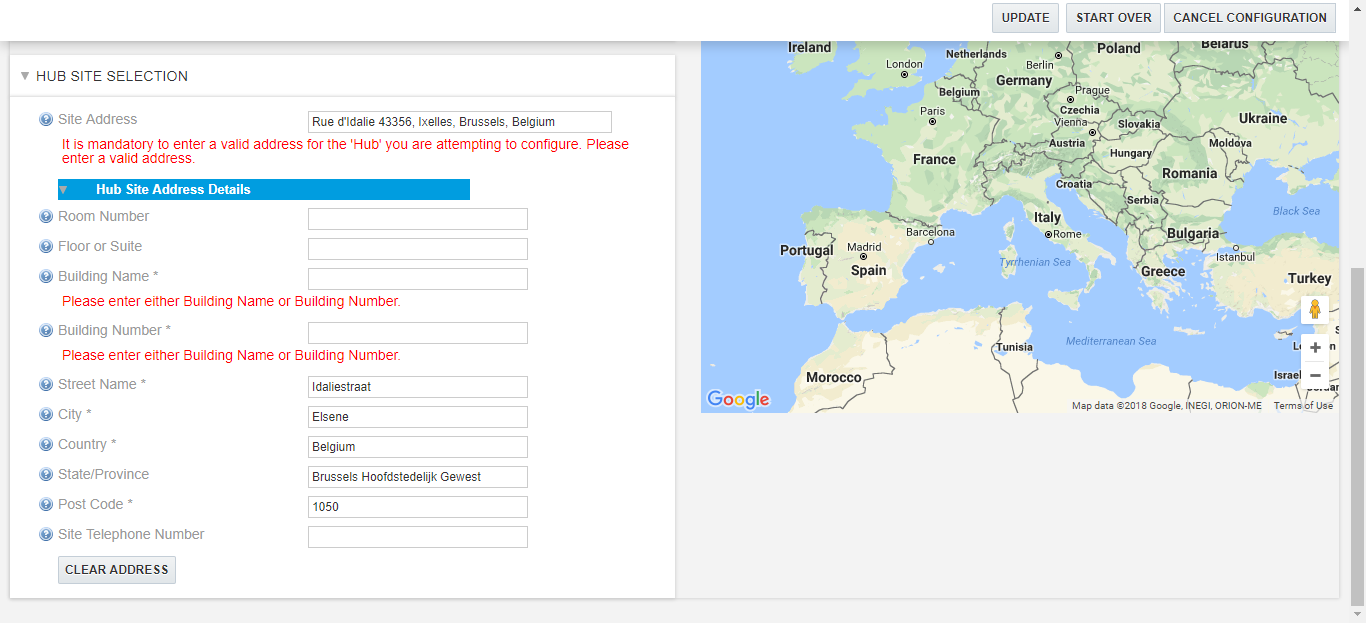 UPDATE START OVER CANCEL CONFIGURATION
HUB SITE SELECTION
Site Address Rue d'Idalie 43356, Ixelles, Brussels, Belgium
It is mandatory to enter a valid address for the 'Hub' you are attempting to configure. Please
enter a valid address.
Hub Site Address Details
Room Number
Floor or Suite
Building Name *
Please enter either Building Name or Building Number.
Building Number *
Please enter either Building Name or Building Number.
Street Name * Idaliestraat
City * Elsene
Country * Belgium
State/Province Brussels Hoofdstedelijk Gewest
Post Code * 1050
Site Telephone Number
CLEAR ADDRESS
Ireland
Netherlands
Poland
Belarus
London
Berlin
Germany
Belgium
Prague
Paris
Czechia
Ukraine
Vienna
Slovakia
Austria
Moldova
France
Hungary
Romania
Croatia
Serbia
Black Sea
Italy
Barcelona
Rome
Bulgaria
Portugal
Madrid
Istanbul
Tyrrhenian Sea
Spain
Greece
Turkey
Mediterranean Sea
Tunisia
Israel
Morocco
Google
Map data ©2018 Google, INEGI, ORION-ME Terms of Use